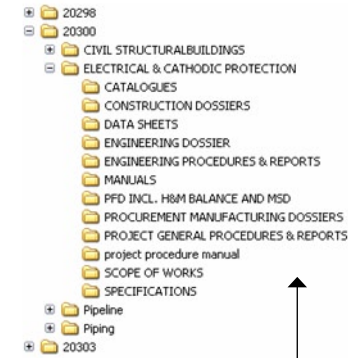 20298
20300
CIVIL STRUCTURALBUILDINGS
ELECTRICAL & CATHODIC PROTECTION
CATALOGUES
CONSTRUCTION DOSSIERS
DATA SHEETS
ENGINEERING DOSSIER
ENGINEERING PROCEDURES & REPORTS
MANUALS
PFD INCL. H&M BALANCE AND MSD
PROCUREMENT MANUFACTURING DOSSIERS
PROJECT GENERAL PROCEDURES & REPORTS
project procedure manual
SCOPE OF WORKS
SPECIFICATIONS
Pipeline
Piping
20303